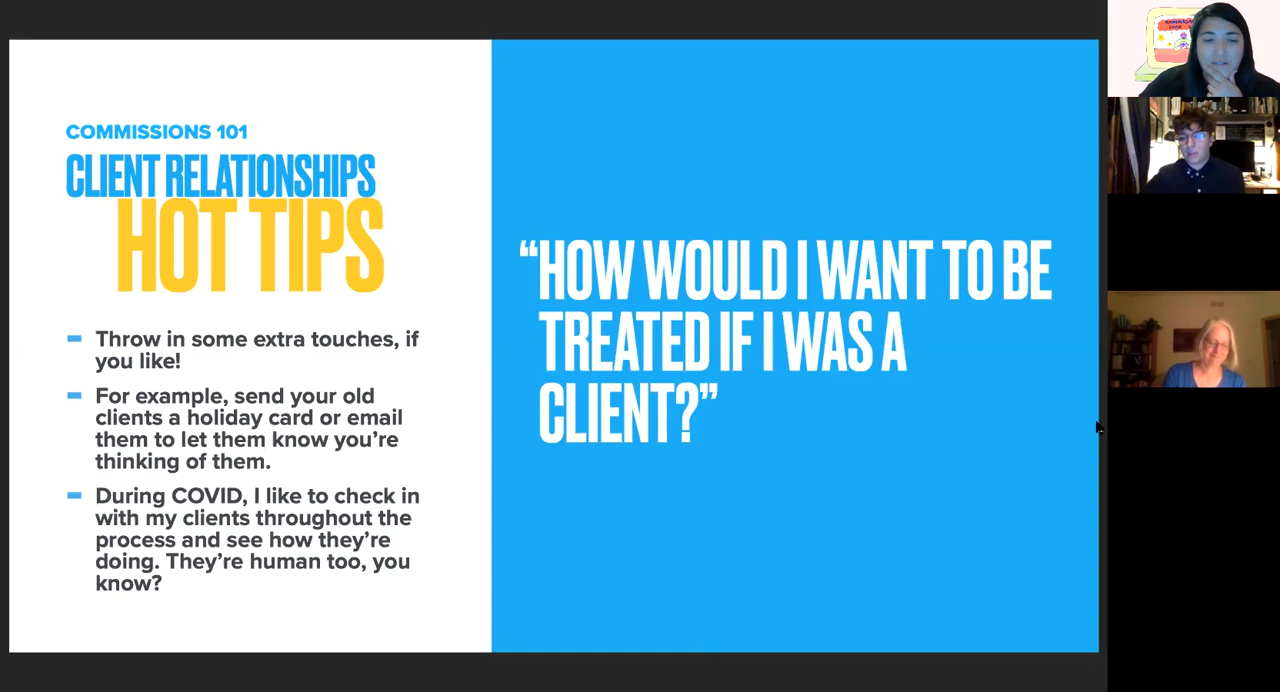 COMMISSIONS 101
CLIENT RELATIONSHIPS
HOT TIPS
Throw in some extra touches, if
you like!
For example, send your old
clients a holiday card or email
them to let them know you’re
thinking of them.
During COVID, I like to check in
with my clients throughout the
process and see how they’re
doing. They’re human too, you
know?
“HOW WOULD I WANT TO BE
TREATED IF I WAS A
CLIENT?”